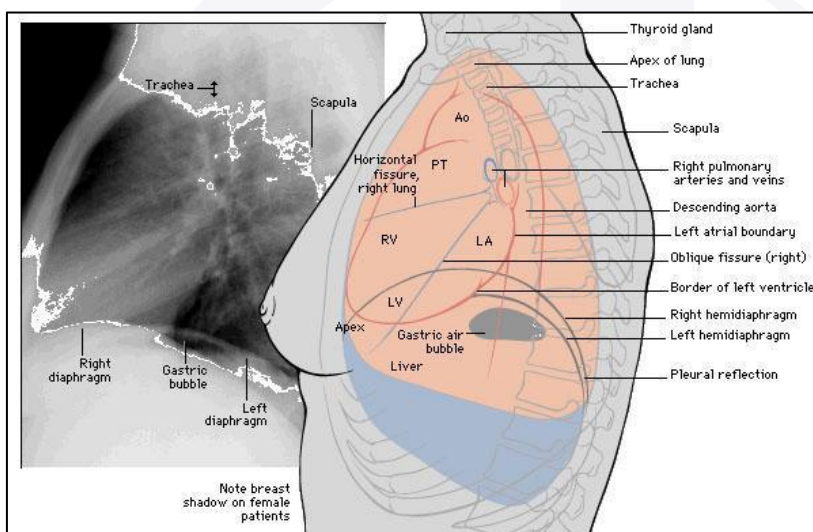 Trachea
Scapula
Right
diaphragm
Gastric
bubble
Left
diaphragm
Note breast
shadow on female
patients
Horizontal
fissure,
right lung
Ao
PT
RV
LA
LV
Apex
Gastric air
bubble
Liver
Thyroid gland
Apex of lung
Trachea
Scapula
Right pulmonary
arteries and veins
Descending aorta
Left atrial boundary
Oblique fissure (right)
Border of left ventricle
Right hemidiaphragm
Left hemidiaphragm
Pleural reflection